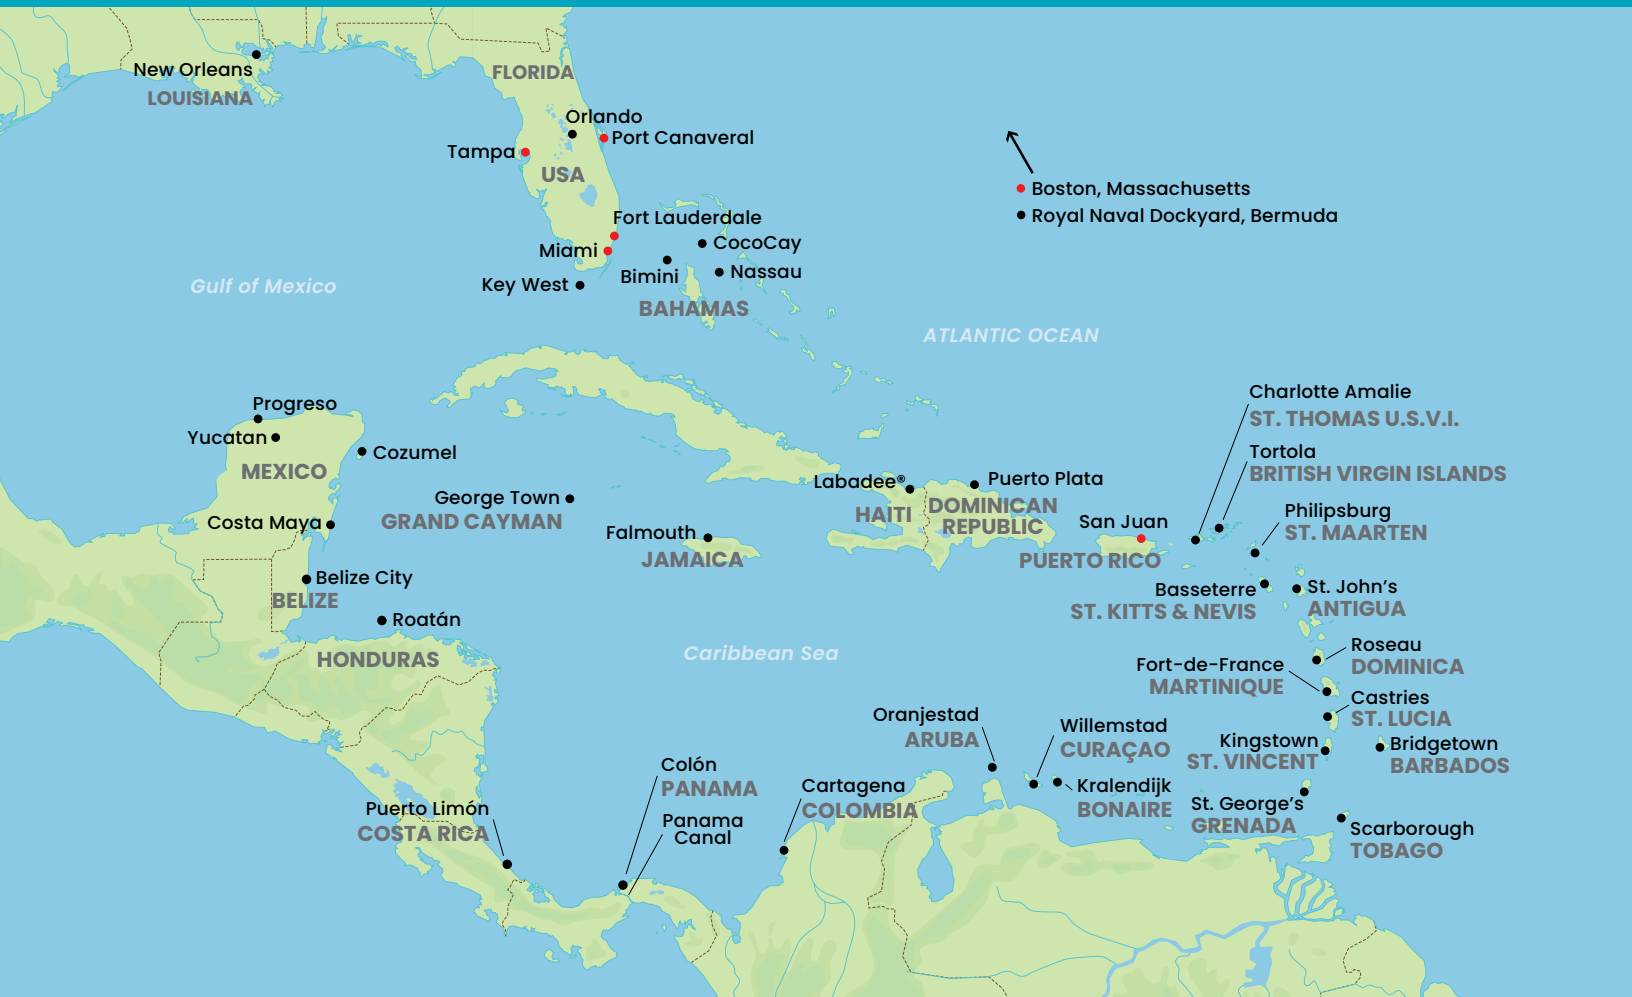 New Orleans
LOUISIANA
FLORIDA
Orlando
Port Canaveral
Tampa
USA
Fort Lauderdale
Miami
CocoCay
Bimini
Nassau
Key West
BAHAMAS
Gulf of Mexico
Boston, Massachusetts
Royal Naval Dockyard, Bermuda
ATLANTIC OCEAN
Progreso
Yucatan
MEXICO
Cozumel
Costa Maya
George Town
GRAND CAYMAN
Falmouth
JAMAICA
Labadee®
HAITI
Puerto Plata
DOMINICAN
REPUBLIC
San Juan
PUERTO RICO
Charlotte Amalie
ST. THOMAS U.S.V.I.
Tortola
BRITISH VIRGIN ISLANDS
Philipsburg
ST. MAARTEN
Basseterre
ST. KITTS & NEVIS
St. John's
ANTIGUA
Belize City
BELIZE
Roatán
HONDURAS
Caribbean Sea
Roseau
DOMINICA
Fort-de-France
MARTINIQUE
Castries
ST. LUCIA
Kingstown
ST. VINCENT
Bridgetown
BARBADOS
St. George's
GRENADA
Scarborough
TOBAGO
Oranjestad
ARUBA
Willemstad
CURAÇAO
Kralendijk
BONAIRE
Cartagena
COLOMBIA
Colón
PANAMA
Panama
Canal
Puerto Limón
COSTA RICA